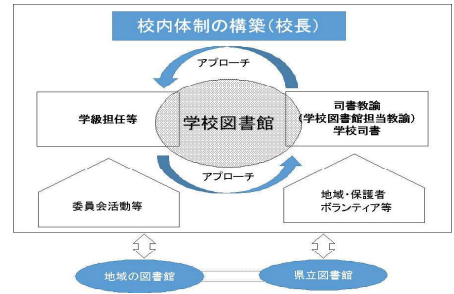 校内体制の構築(校長)
アプローチ
学級担任等
学校図書館
司書教諭
(学校図書館担当教諭)
学校司書
アプローチ
委員会活動等
地域・保護者
ボランティア等
地域の図書館
県立図書館